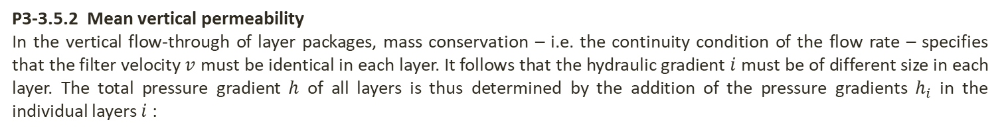 P3-3.5.2 Mean vertical permeability
In the vertical flow-through of layer packages, mass conservation – i.e. the continuity condition of the flow rate – specifies
that the filter velocity v must be identical in each layer. It follows that the hydraulic gradient i must be of different size in each
layer. The total pressure gradient h of all layers is thus determined by the addition of the pressure gradients hᵢ in the
individual layers i :